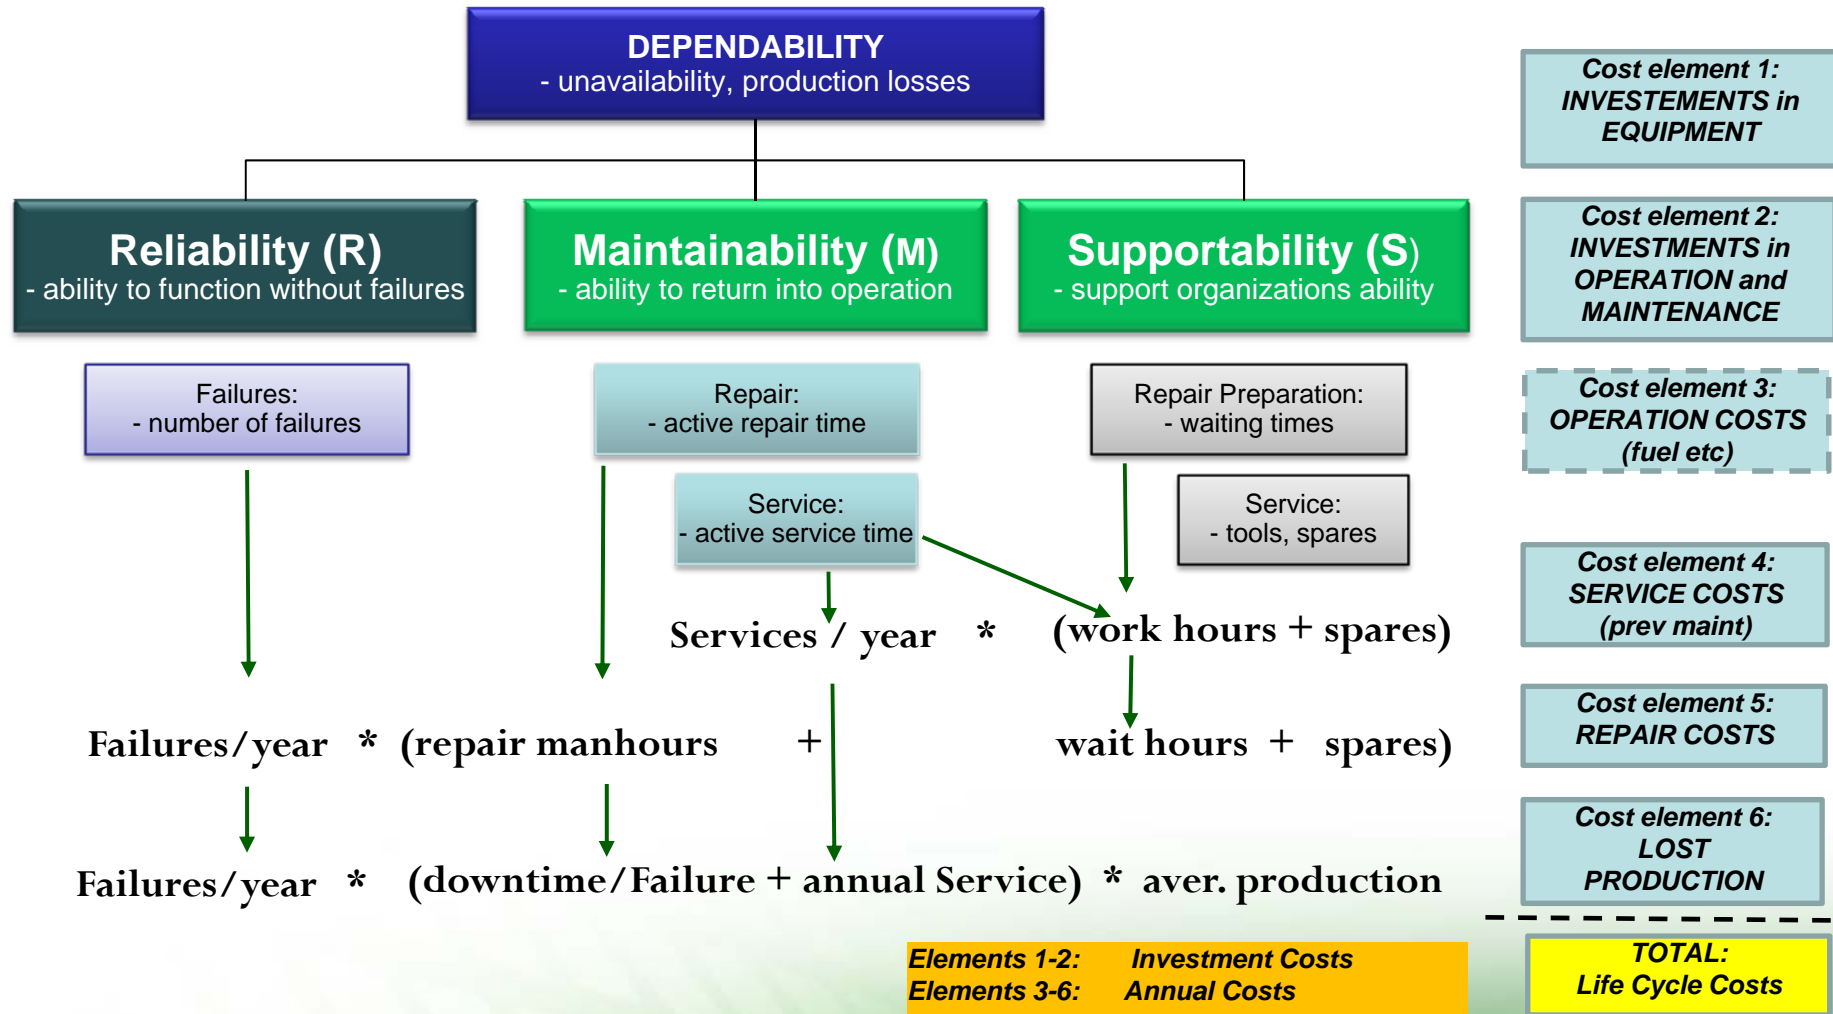 DEPENDABILITY
- unavailability, production losses
Reliability (R)
- ability to function without failures
Maintainability (M)
- ability to return into operation
Supportability (S)
- support organizations ability
Failures:
- number of failures
Repair:
- active repair time
Repair Preparation:
- waiting times
Service:
- active service time
Service:
- tools, spares
Services / year * (work hours + spares)
Failures/year * (repair manhours + wait hours + spares)
Failures/year * (downtime/Failure + annual Service) * aver. production
Elements 1-2: Investment Costs
Elements 3-6: Annual Costs
Cost element 1:
INVESTEMENTS in
EQUIPMENT
Cost element 2:
INVESTMENTS in
OPERATION and
MAINTENANCE
Cost element 3:
OPERATION COSTS
(fuel etc)
Cost element 4:
SERVICE COSTS
(prev maint)
Cost element 5:
REPAIR COSTS
Cost element 6:
LOST
PRODUCTION
TOTAL:
Life Cycle Costs